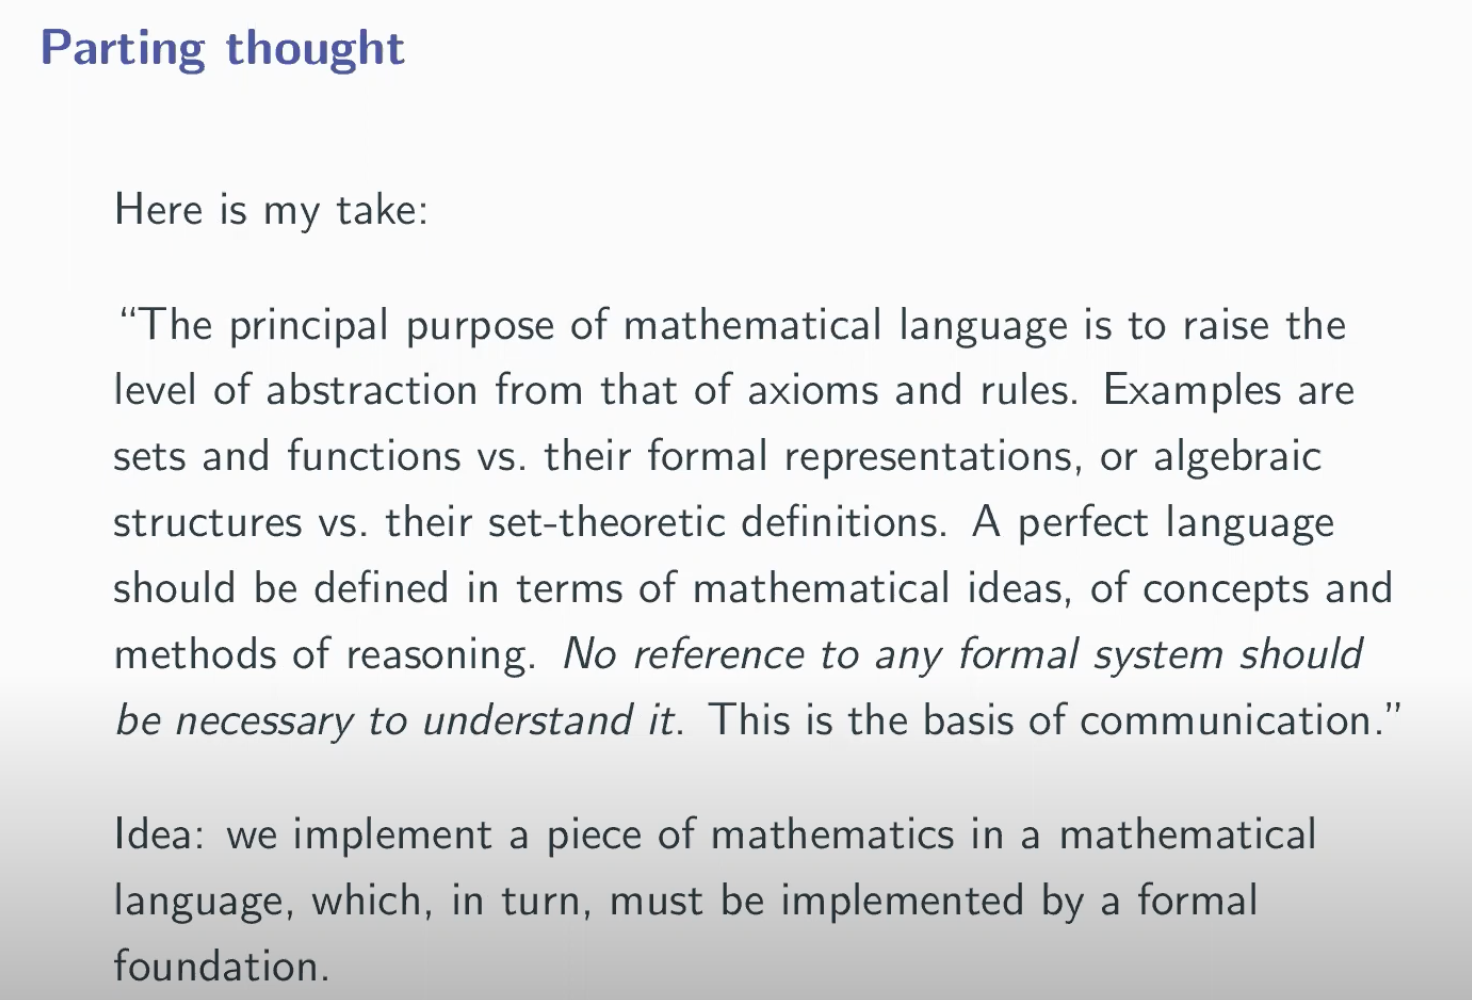 Parting thought
Here is my take:
“The principal purpose of mathematical language is to raise the
level of abstraction from that of axioms and rules. Examples are
sets and functions vs. their formal representations, or algebraic
structures vs. their set-theoretic definitions. A perfect language
should be defined in terms of mathematical ideas, of concepts and
methods of reasoning. No reference to any formal system should
be necessary to understand it. This is the basis of communication.”
Idea: we implement a piece of mathematics in a mathematical
language, which, in turn, must be implemented by a formal
foundation.